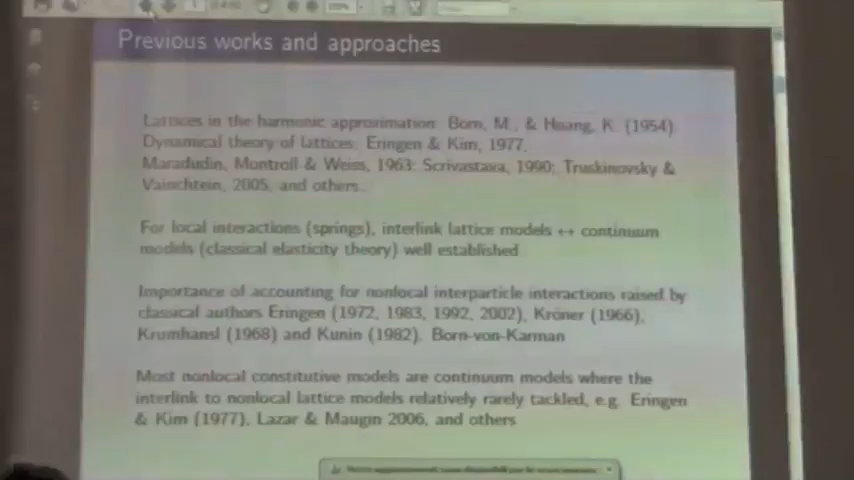 Previous works and approaches
Lattices in the harmonic approximation: Born, M., & Huang, K. (1954)
Dynamical theory of lattices: Eringen & Kim, 1977,
Maradudin, Montroll & Weiss, 1963; Scrivastava, 1990; Truskinovsky &
Vainchtein, 2005, and others..
For local interactions (springs), interlink lattice models ↔ continuum
models (classical elasticity theory) well established
Importance of accounting for nonlocal interparticle interactions raised by
classical authors Eringen (1972, 1983, 1992, 2002), Kröner (1966),
Krumhansl (1968) and Kunin (1982). Born-von-Karman
Most nonlocal constitutive models are continuum models where the
interlink to nonlocal lattice models relatively rarely tackled, e.g. Eringen
& Kim (1977), Lazar & Maugin 2006, and others